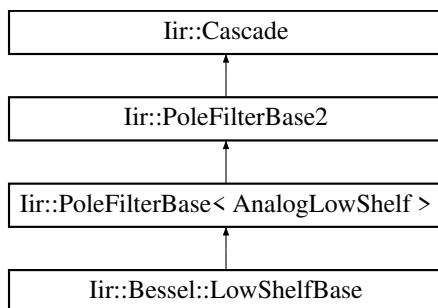 Iir::Cascade
Iir::PoleFilterBase2
Iir::PoleFilterBase< AnalogLowShelf >
Iir::Bessel::LowShelfBase